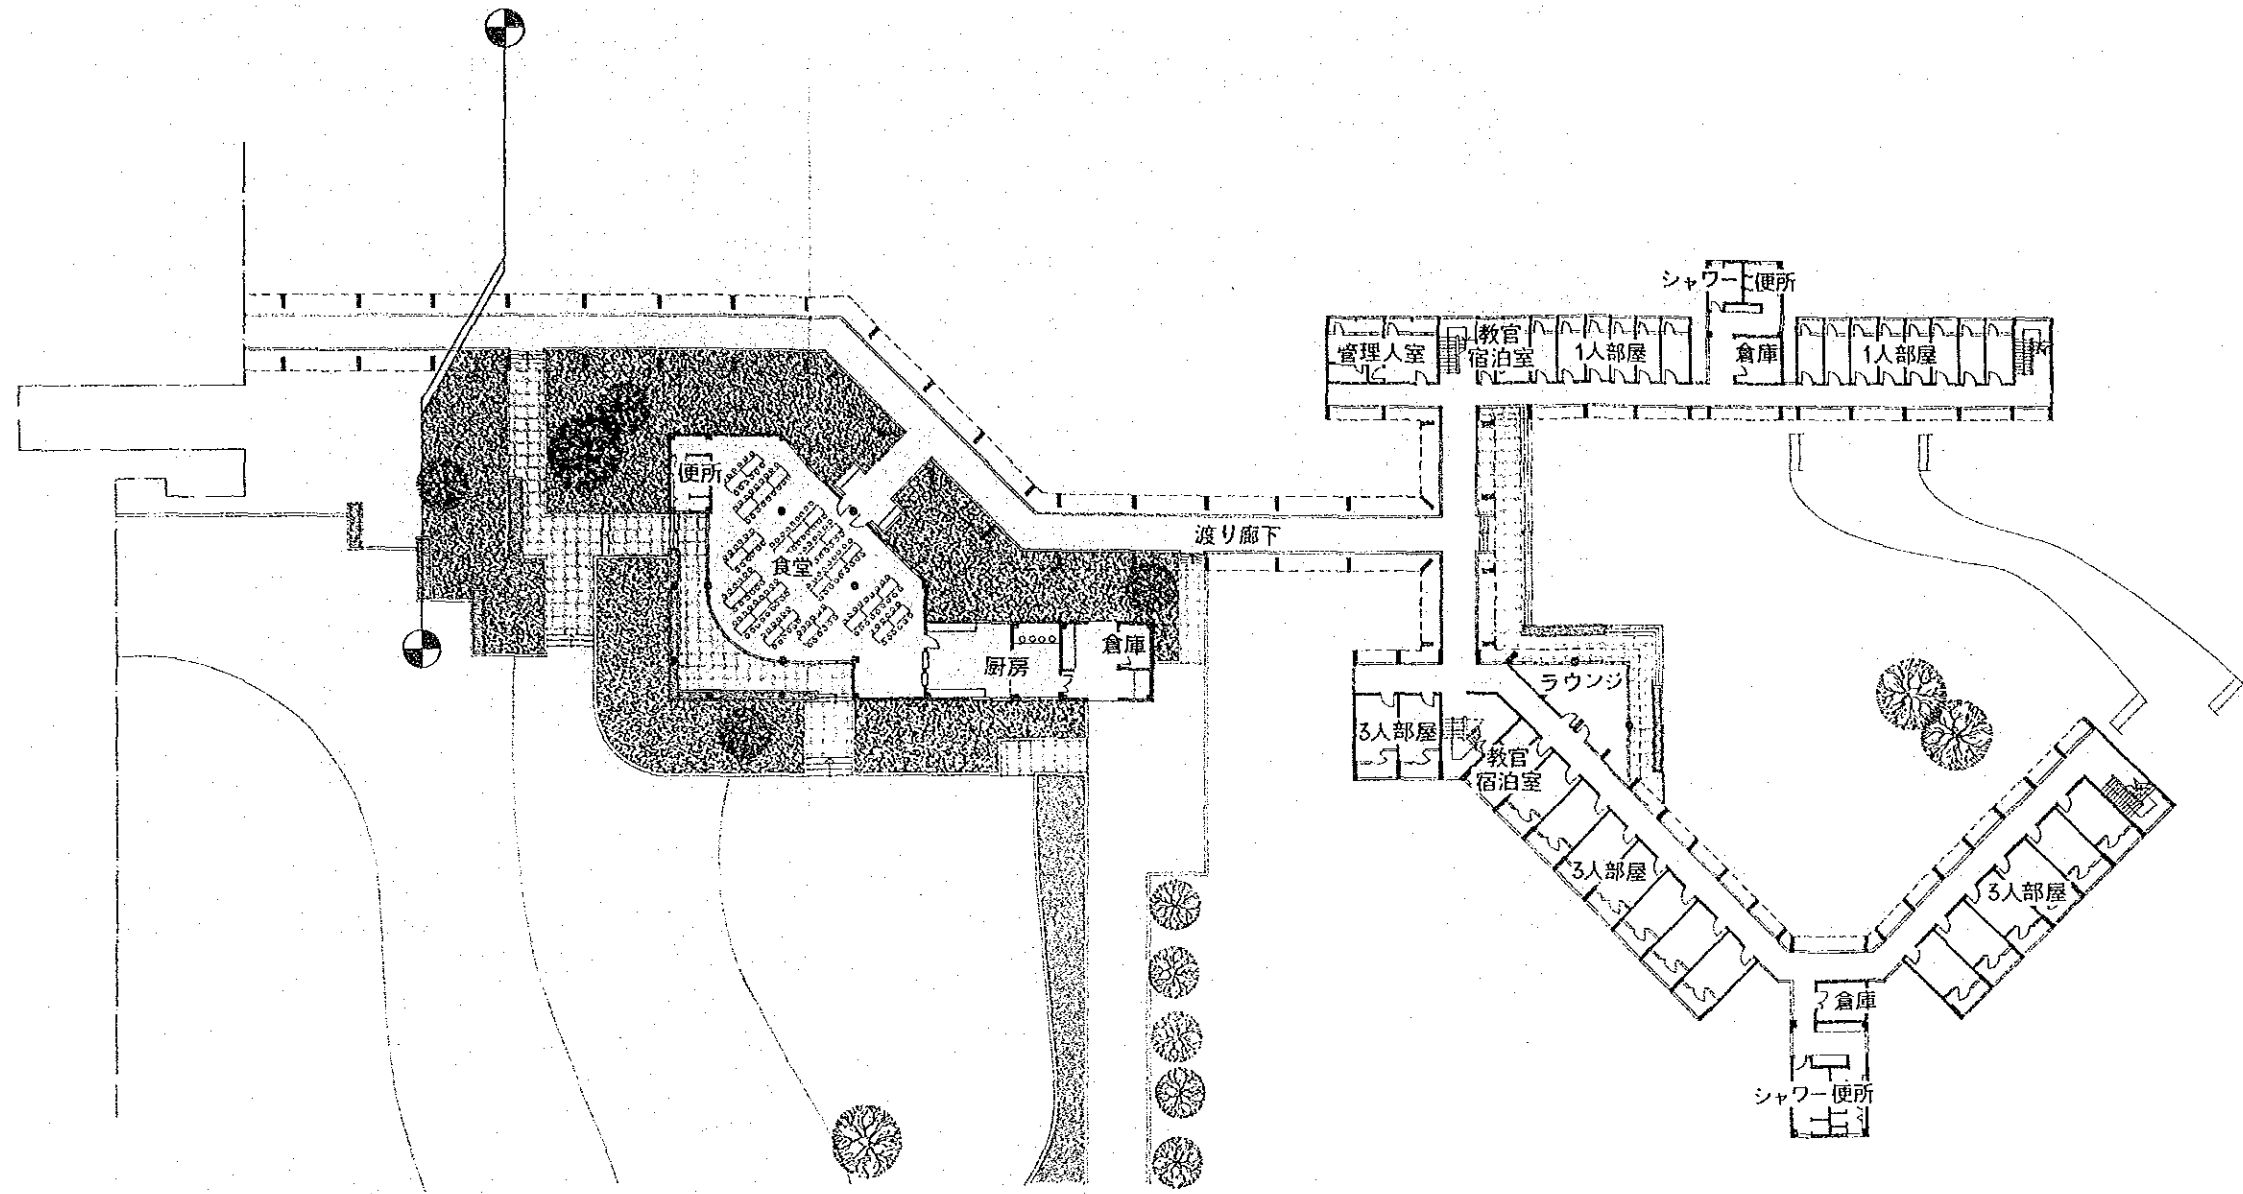 シャワー便所
管理人室
教官
宿泊室
1人部屋
倉庫
1人部屋
便所
渡り廊下
食堂
倉庫
厨房
ラウンジ
3人部屋
教官
宿泊室
3人部屋
3人部屋
倉庫
シャワー便所